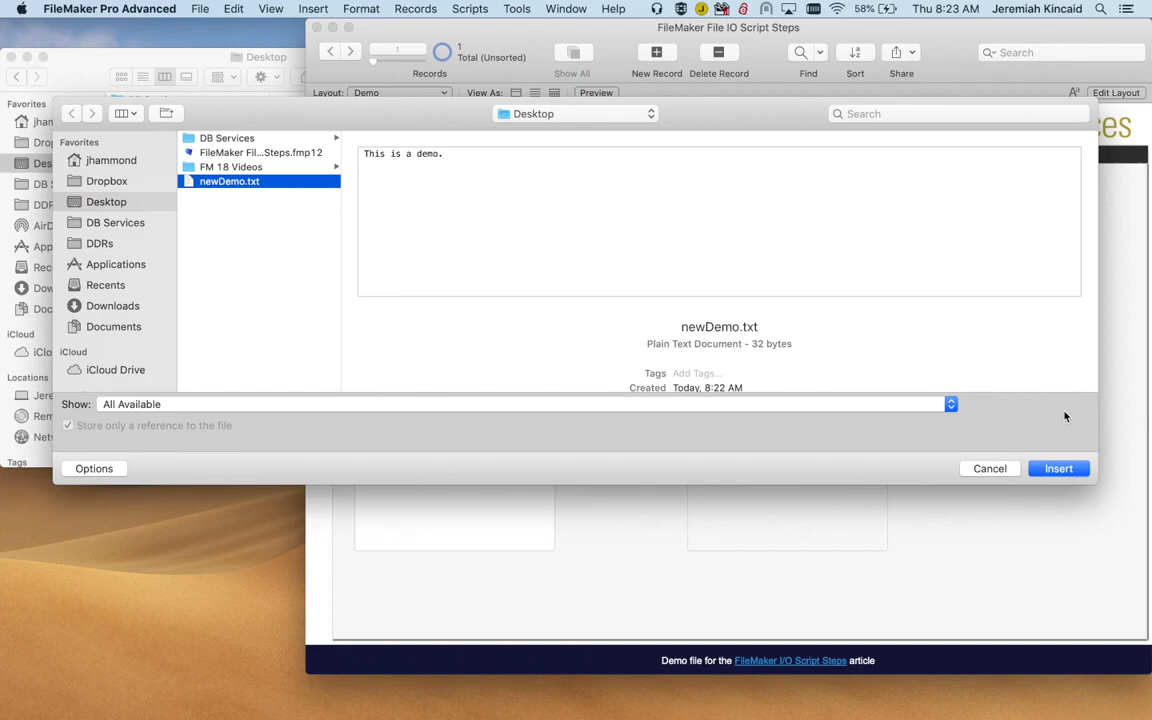 FileMaker Pro Advanced File Edit View Insert Format Records Scripts Tools Window Help 58% Thu 8:23 AM Jeremiah Kincaid
FileMaker File IO Script Steps
Desktop
1
1
Total (Unsorted)
Search
Records Show All New Record Delete Record Find Sort Share
Layout: Demo View As: Preview Edit Layout
Favorites
Desktop
Search
Favorites
jhammond
Dropbox
Desktop
DB Services
DDRs
Applications
Recents
Downloads
Documents
iCloud
iCloud Drive
DB Services
FileMaker Fil...Steps.fmp12
FM 18 Videos
newDemo.txt
This is a demo.
newDemo.txt
Plain Text Document - 32 bytes
Tags Add Tags...
Created Today, 8:22 AM
iCloud
Locations
Tags
Show: All Available
Store only a reference to the file
Options Cancel Insert
Demo file for the FileMaker I/O Script Steps article